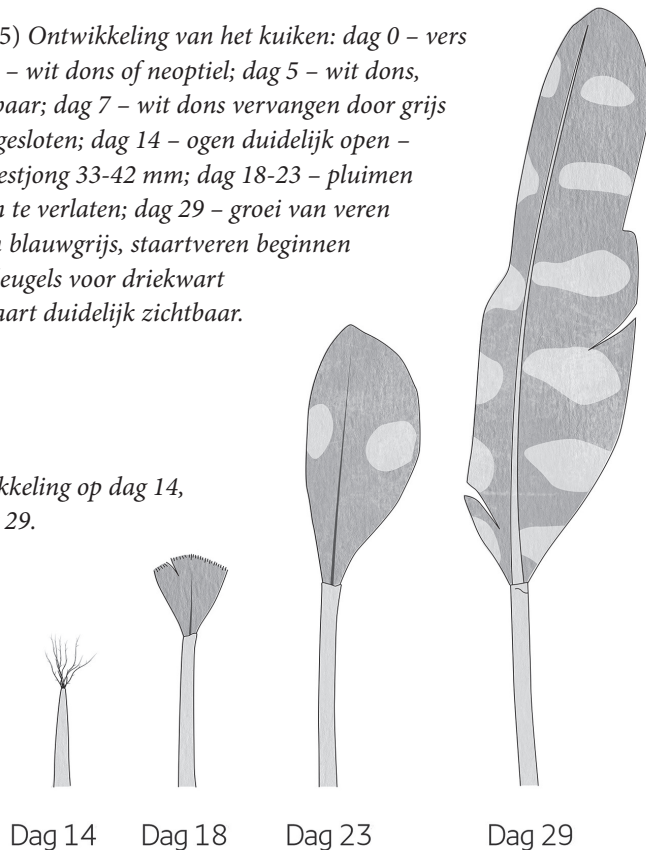 5) Ontwikkeling van het kuiken: dag 0 – vers
– wit dons of neoptiel; dag 5 – wit dons,
baar; dag 7 – wit dons vervangen door grijs
gesloten; dag 14 – ogen duidelijk open –
estjong 33-42 mm; dag 18-23 – pluimen
n te verlaten; dag 29 – groei van veren
n blauwgrijs, staartveren beginnen
eugels voor driekwart
aart duidelijk zichtbaar.
kkeling op dag 14,
29.
Dag 14 Dag 18 Dag 23 Dag 29